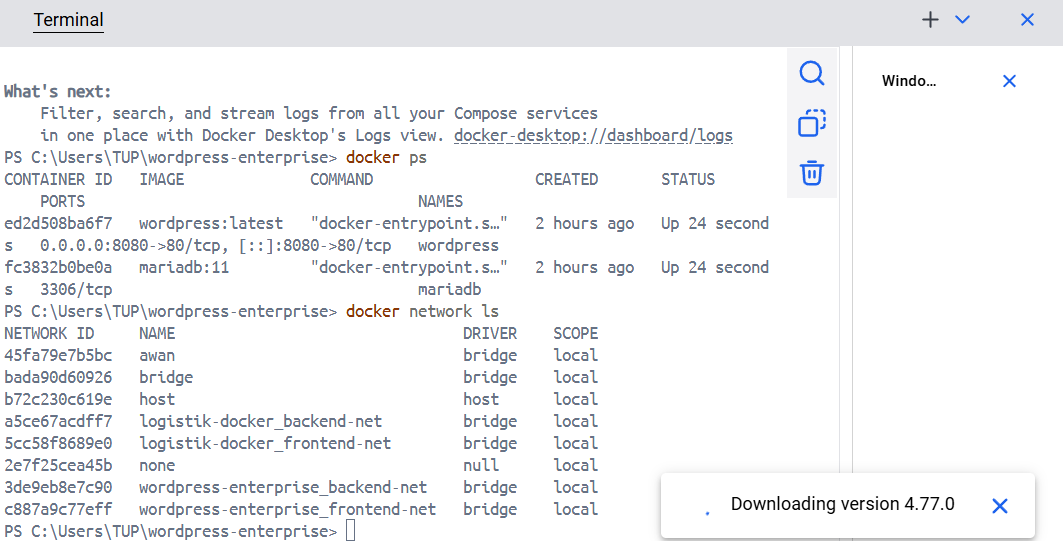 Terminal
Windo...
What's next:
    Filter, search, and stream logs from all your Compose services
    in one place with Docker Desktop's Logs view. docker-desktop://dashboard/logs
PS C:\Users\TUP\wordpress-enterprise> docker ps
CONTAINER ID   IMAGE              COMMAND                  CREATED       STATUS
    PORTS                                     NAMES
ed2d508ba6f7   wordpress:latest   "docker-entrypoint.s…"   2 hours ago   Up 24 second
s   0.0.0.0:8080->80/tcp, [::]:8080->80/tcp   wordpress
fc3832b0be0a   mariadb:11         "docker-entrypoint.s…"   2 hours ago   Up 24 second
s   3306/tcp                                  mariadb
PS C:\Users\TUP\wordpress-enterprise> docker network ls
NETWORK ID     NAME                                DRIVER    SCOPE
45fa79e7b5bc   awan                                bridge    local
bada90d60926   bridge                              bridge    local
b72c230c619e   host                                host      local
a5ce67acdff7   logistik-docker_backend-net         bridge    local
5cc58f8689e0   logistik-docker_frontend-net        bridge    local
2e7f25cea45b   none                                null      local
3de9eb8e7c90   wordpress-enterprise_backend-net    bridge    local
c887a9c77eff   wordpress-enterprise_frontend-net   bridge    local
PS C:\Users\TUP\wordpress-enterprise>
Downloading version 4.77.0